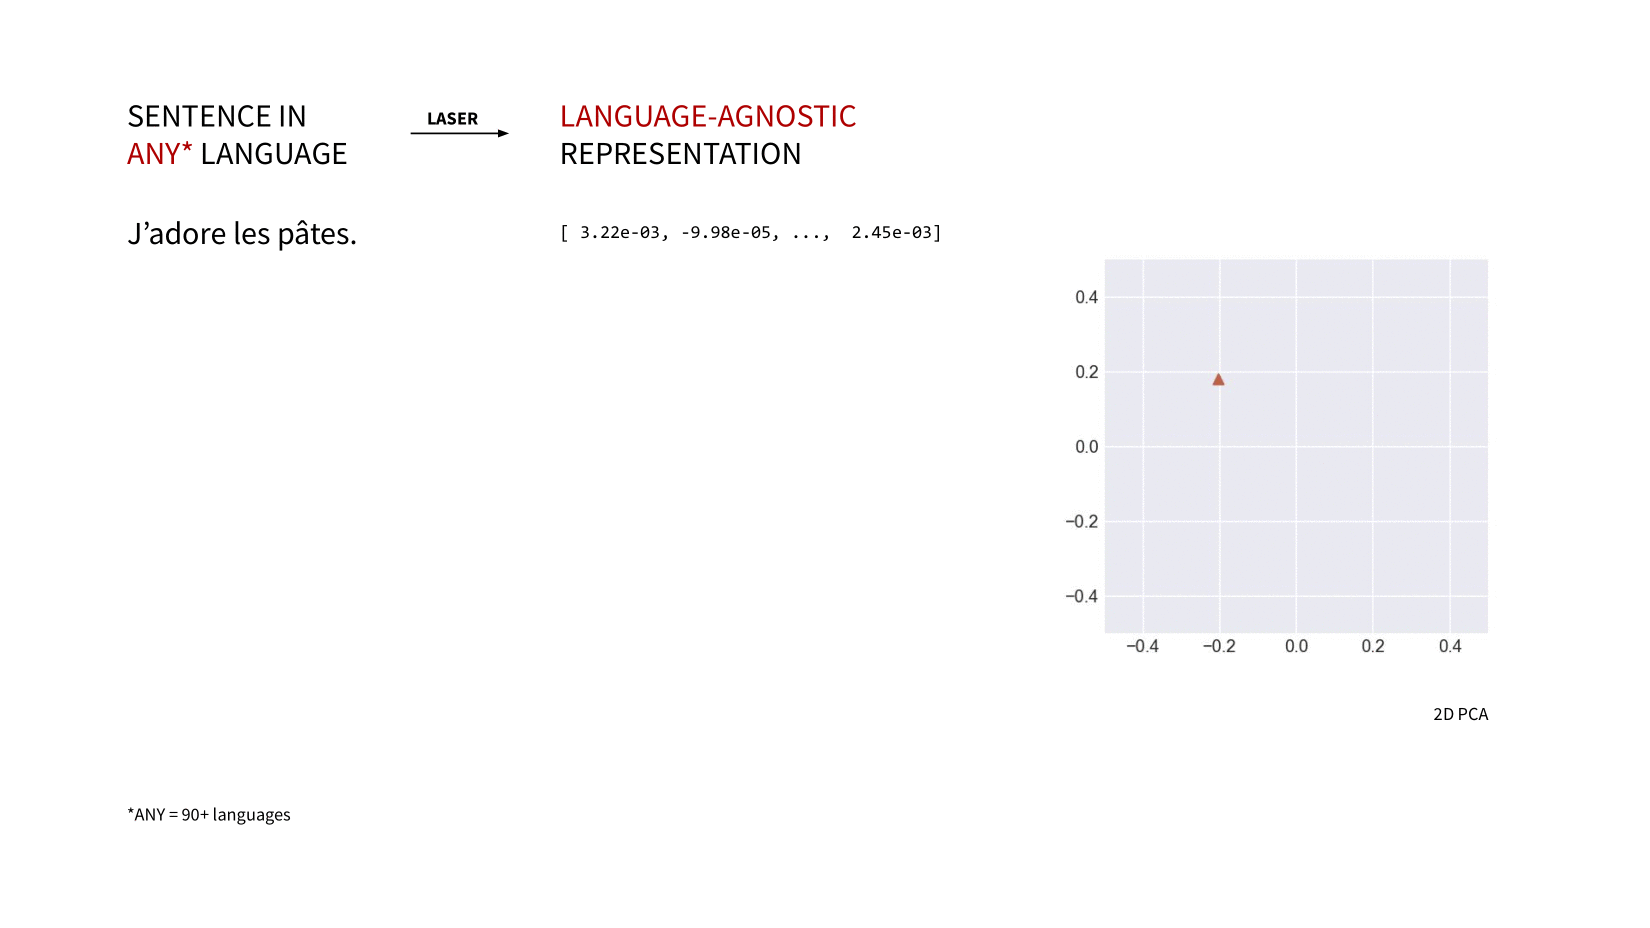 SENTENCE IN
ANY* LANGUAGE
LASER
LANGUAGE-AGNOSTIC
REPRESENTATION
J’adore les pâtes.
[ 3.22e-03, -9.98e-05, ...,  2.45e-03]
0.4
0.2
0.0
−0.2
−0.4
−0.4 −0.2 0.0 0.2 0.4
2D PCA
*ANY = 90+ languages